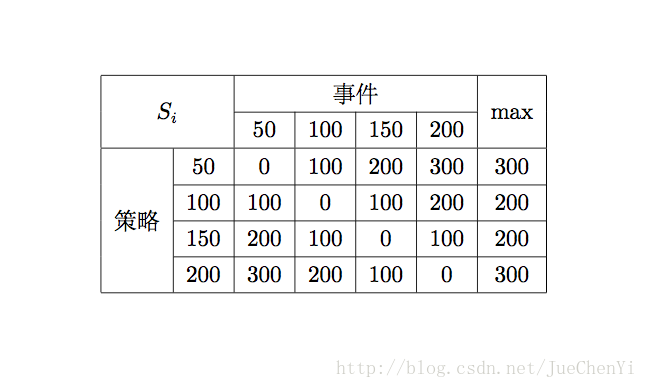 S_i 事件 max
50 100 150 200
策略 50 0 100 200 300 300
100 100 0 100 200 200
150 200 100 0 100 200
200 300 200 100 0 300
http://blog.csdn.net/JueChenYi